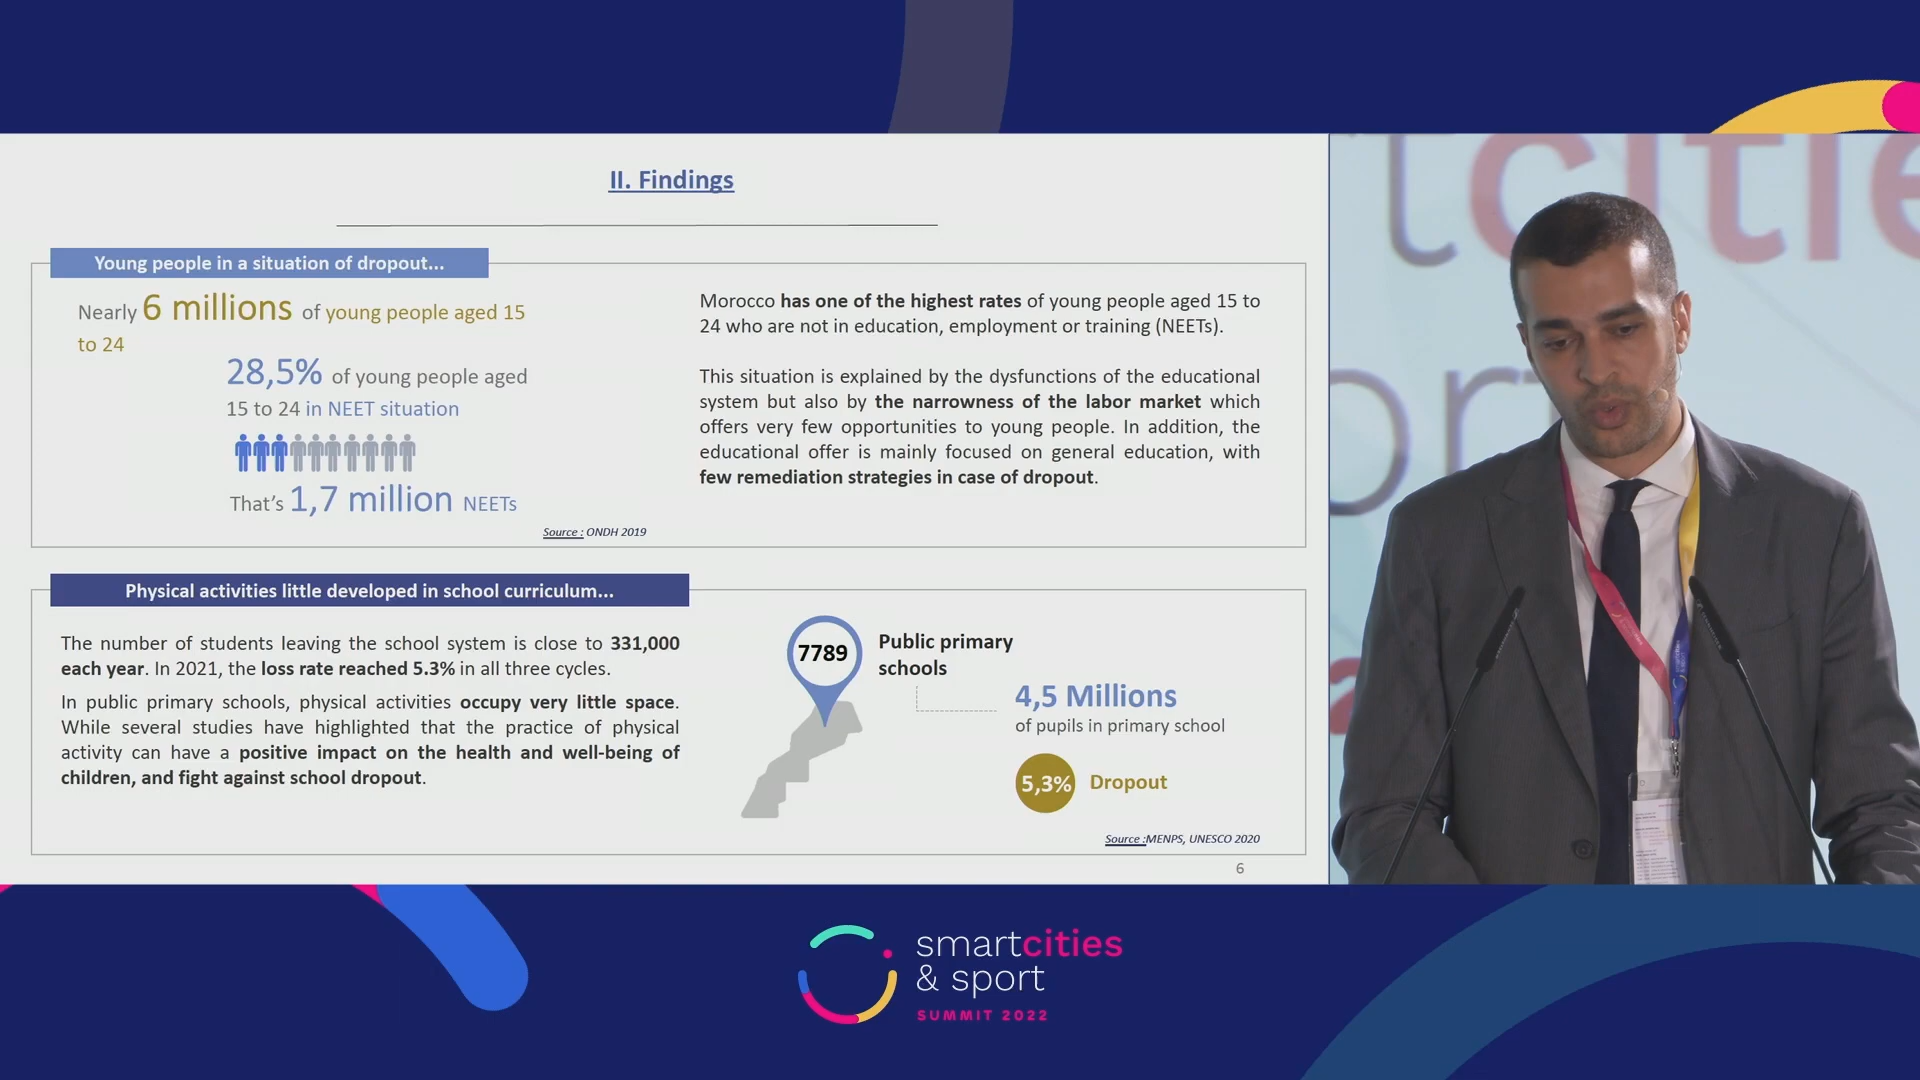 II. Findings
Young people in a situation of dropout...
Nearly 6 millions of young people aged 15
to 24
28,5% of young people aged
15 to 24 in NEET situation
That's 1,7 million NEETs
Source : ONDH 2019
Morocco has one of the highest rates of young people aged 15 to
24 who are not in education, employment or training (NEETs).
This situation is explained by the dysfunctions of the educational
system but also by the narrowness of the labor market which
offers very few opportunities to young people. In addition, the
educational offer is mainly focused on general education, with
few remediation strategies in case of dropout.
Physical activities little developed in school curriculum...
The number of students leaving the school system is close to 331,000
each year. In 2021, the loss rate reached 5.3% in all three cycles.
In public primary schools, physical activities occupy very little space.
While several studies have highlighted that the practice of physical
activity can have a positive impact on the health and well-being of
children, and fight against school dropout.
7789
Public primary
schools
4,5 Millions
of pupils in primary school
5,3% Dropout
Source :MENPS, UNESCO 2020
6
smartcities
& sport
SUMMIT 2022